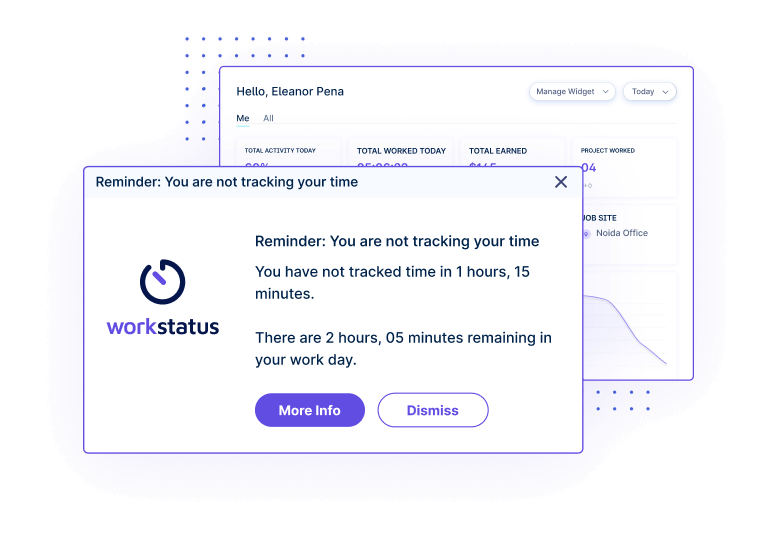 Hello, Eleanor Pena
Manage Widget
Today
Me All
TOTAL ACTIVITY TODAY
TOTAL WORKED TODAY
TOTAL EARNED
PROJECT WORKED
04
Reminder: You are not tracking your time
JOB SITE
Noida Office
Reminder: You are not tracking your time
You have not tracked time in 1 hours, 15
minutes.
There are 2 hours, 05 minutes remaining in
your work day.
workstatus
More Info
Dismiss